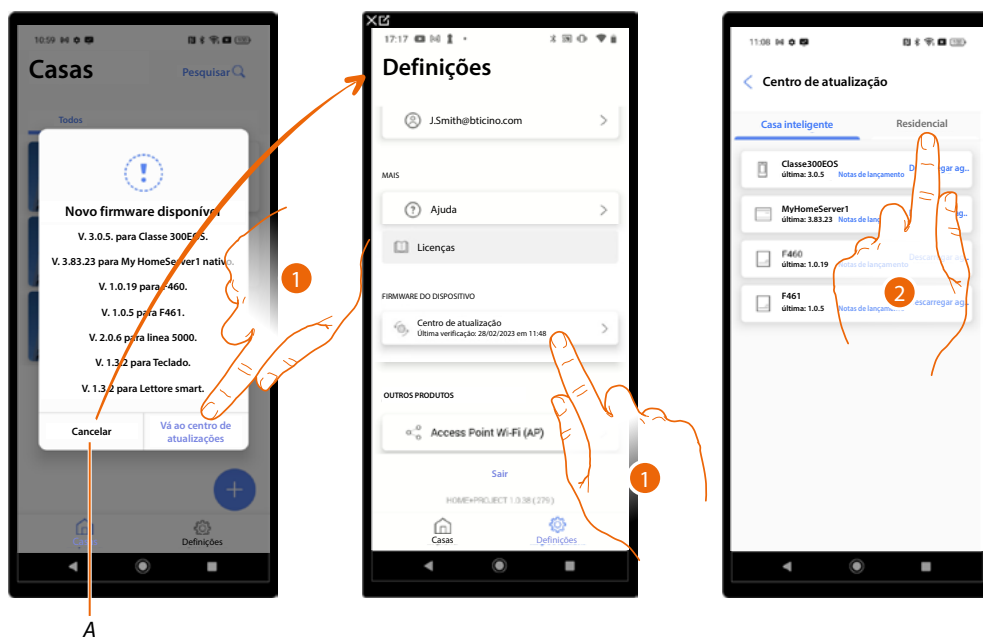 10:59
Casas
Pesquisar
Todos
Novo firmware disponível
V. 3.0.5. para Classe 300EOS.
V. 3.83.23 para My HomeServer1 nativo.
V. 1.0.19 para F460.
V. 1.0.5 para F461.
V. 2.0.6 para linea 5000.
V. 1.3.2 para Teclado.
V. 1.3.2 para Lettore smart.
Cancelar
Vá ao centro de
atualizações
Casas
Definições
A
1
17:17
Definições
J.Smith@bticino.com
MAIS
Ajuda
Licenças
FIRMWARE DO DISPOSITIVO
Centro de atualização
Última verificação: 28/02/2023 em 11:48
OUTROS PRODUTOS
Access Point Wi-Fi (AP)
Sair
HOME+PROJECT 1.0.38 (275)
Casas
Definições
1
11:08
Centro de atualização
Casa inteligente
Residencial
Classe300EOS
última: 3.0.5 Notas de lançamento
MyHomeServer1
última: 3.83.23 Notas de
F460
última: 1.0.19 Notas de lançamento Descarregar ag..
F461
última: 1.0.5 Notas de
2